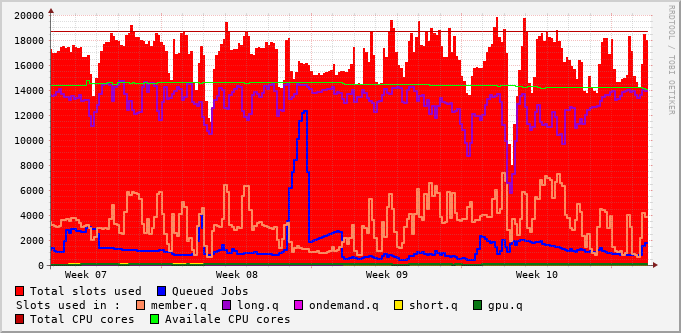 20000
18000
16000
14000
12000
10000
8000
6000
4000
2000
0
Week 07 Week 08 Week 09 Week 10
RRDTOOL / TOBI OETIKER
Total slots used Queued Jobs
Slots used in : member.q long.q ondemand.q short.q gpu.q
Total CPU cores Availale CPU cores